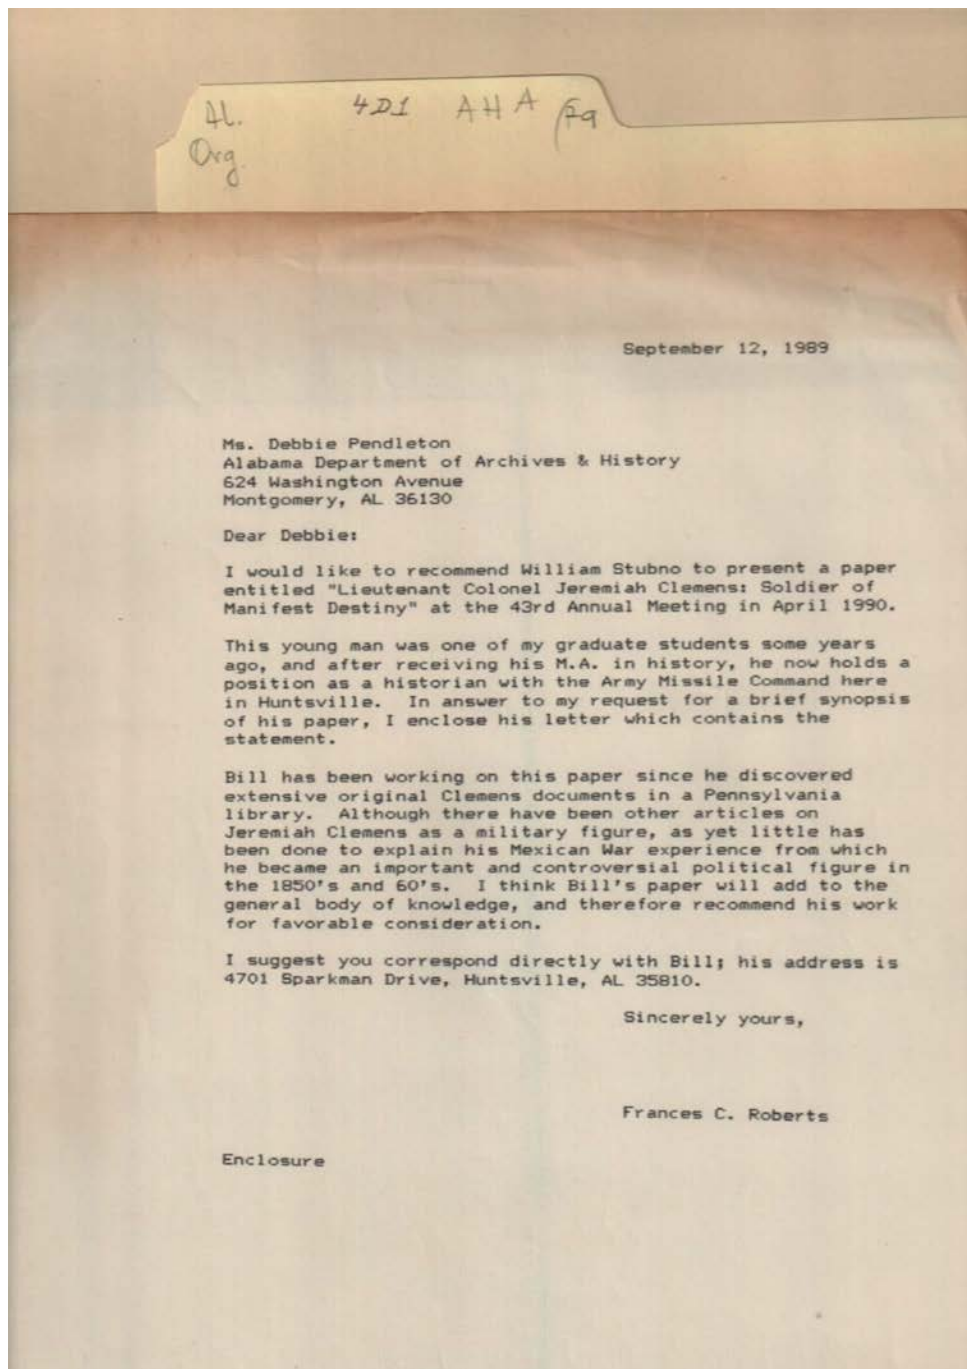 AL. 4D1 AHA
Org.
September 12, 1989
Ms. Debbie Pendleton
Alabama Department of Archives & History
624 Washington Avenue
Montgomery, AL 36130
Dear Debbie:
I would like to recommend William Stubno to present a paper
entitled "Lieutenant Colonel Jeremiah Clemens: Soldier of
Manifest Destiny" at the 43rd Annual Meeting in April 1990.
This young man was one of my graduate students some years
ago, and after receiving his M.A. in history, he now holds a
position as a historian with the Army Missile Command here
in Huntsville.  In answer to my request for a brief synopsis
of his paper, I enclose his letter which contains the
statement.
Bill has been working on this paper since he discovered
extensive original Clemens documents in a Pennsylvania
library.  Although there have been other articles on
Jeremiah Clemens as a military figure, as yet little has
been done to explain his Mexican War experience from which
he became an important and controversial political figure in
the 1850's and 60's.  I think Bill's paper will add to the
general body of knowledge, and therefore recommend his work
for favorable consideration.
I suggest you correspond directly with Bill; his address is
4701 Sparkman Drive, Huntsville, AL 35810.
Sincerely yours,
Frances C. Roberts
Enclosure